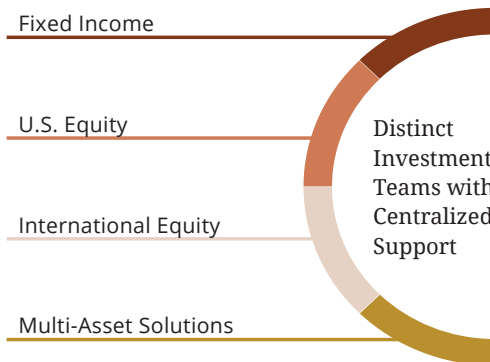 Fixed Income
U.S. Equity
International Equity
Multi-Asset Solutions
Distinct
Investment
Teams with
Centralized
Support